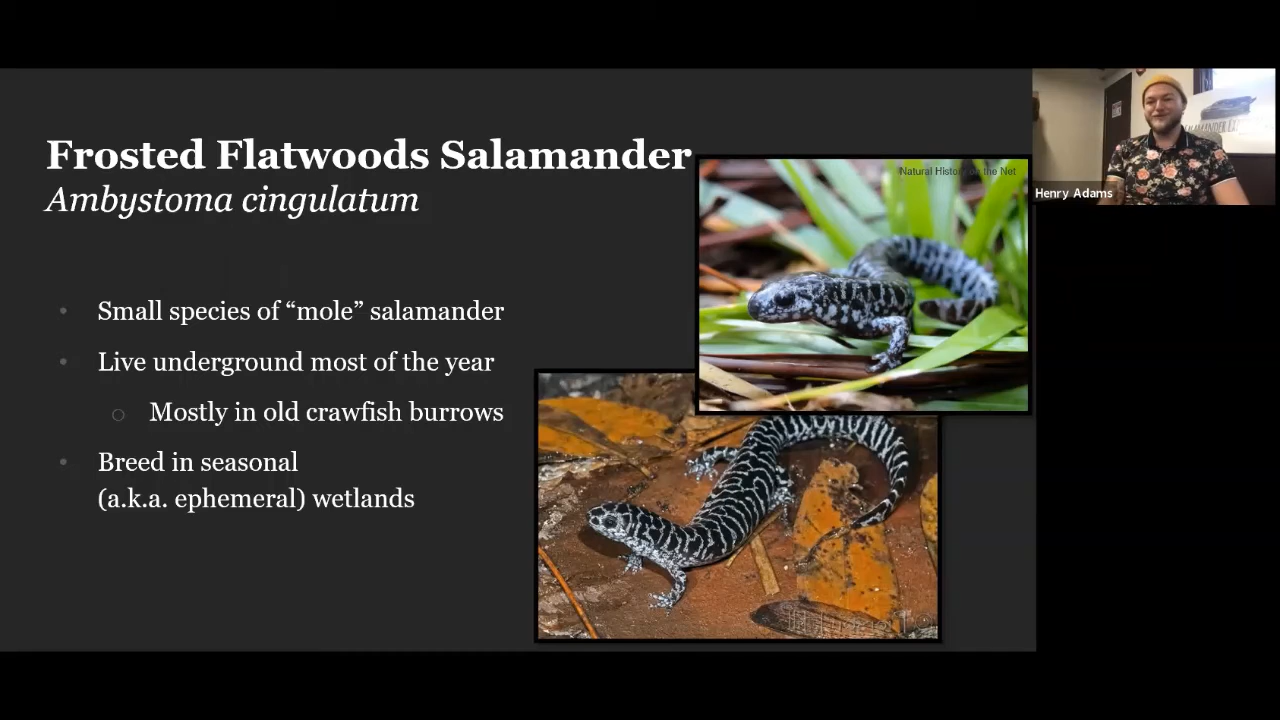 Frosted Flatwoods Salamander
Ambystoma cingulatum
• Small species of “mole” salamander
• Live underground most of the year
○ Mostly in old crawfish burrows
• Breed in seasonal
(a.k.a. ephemeral) wetlands
Natural History on the Net
Henry Adams